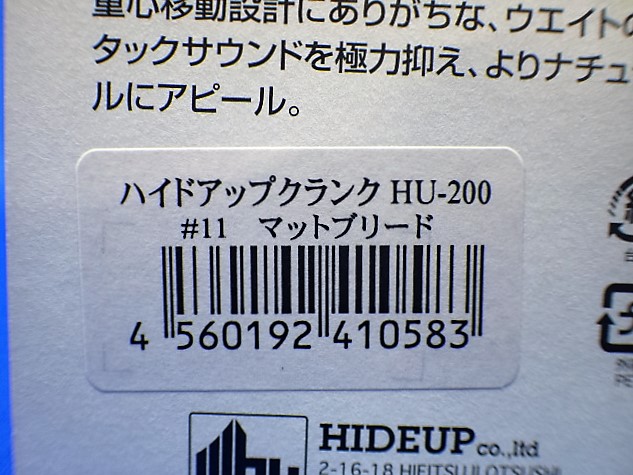 重心移動設計にありがちな、ウエイトの
タックサウンドを極力抑え、よりナチュ
ルにアピール。
ハイドアップクランク HU-200
#11 マットブリード
4 560192 410583
HIDEUP co.,ltd
2-16-18